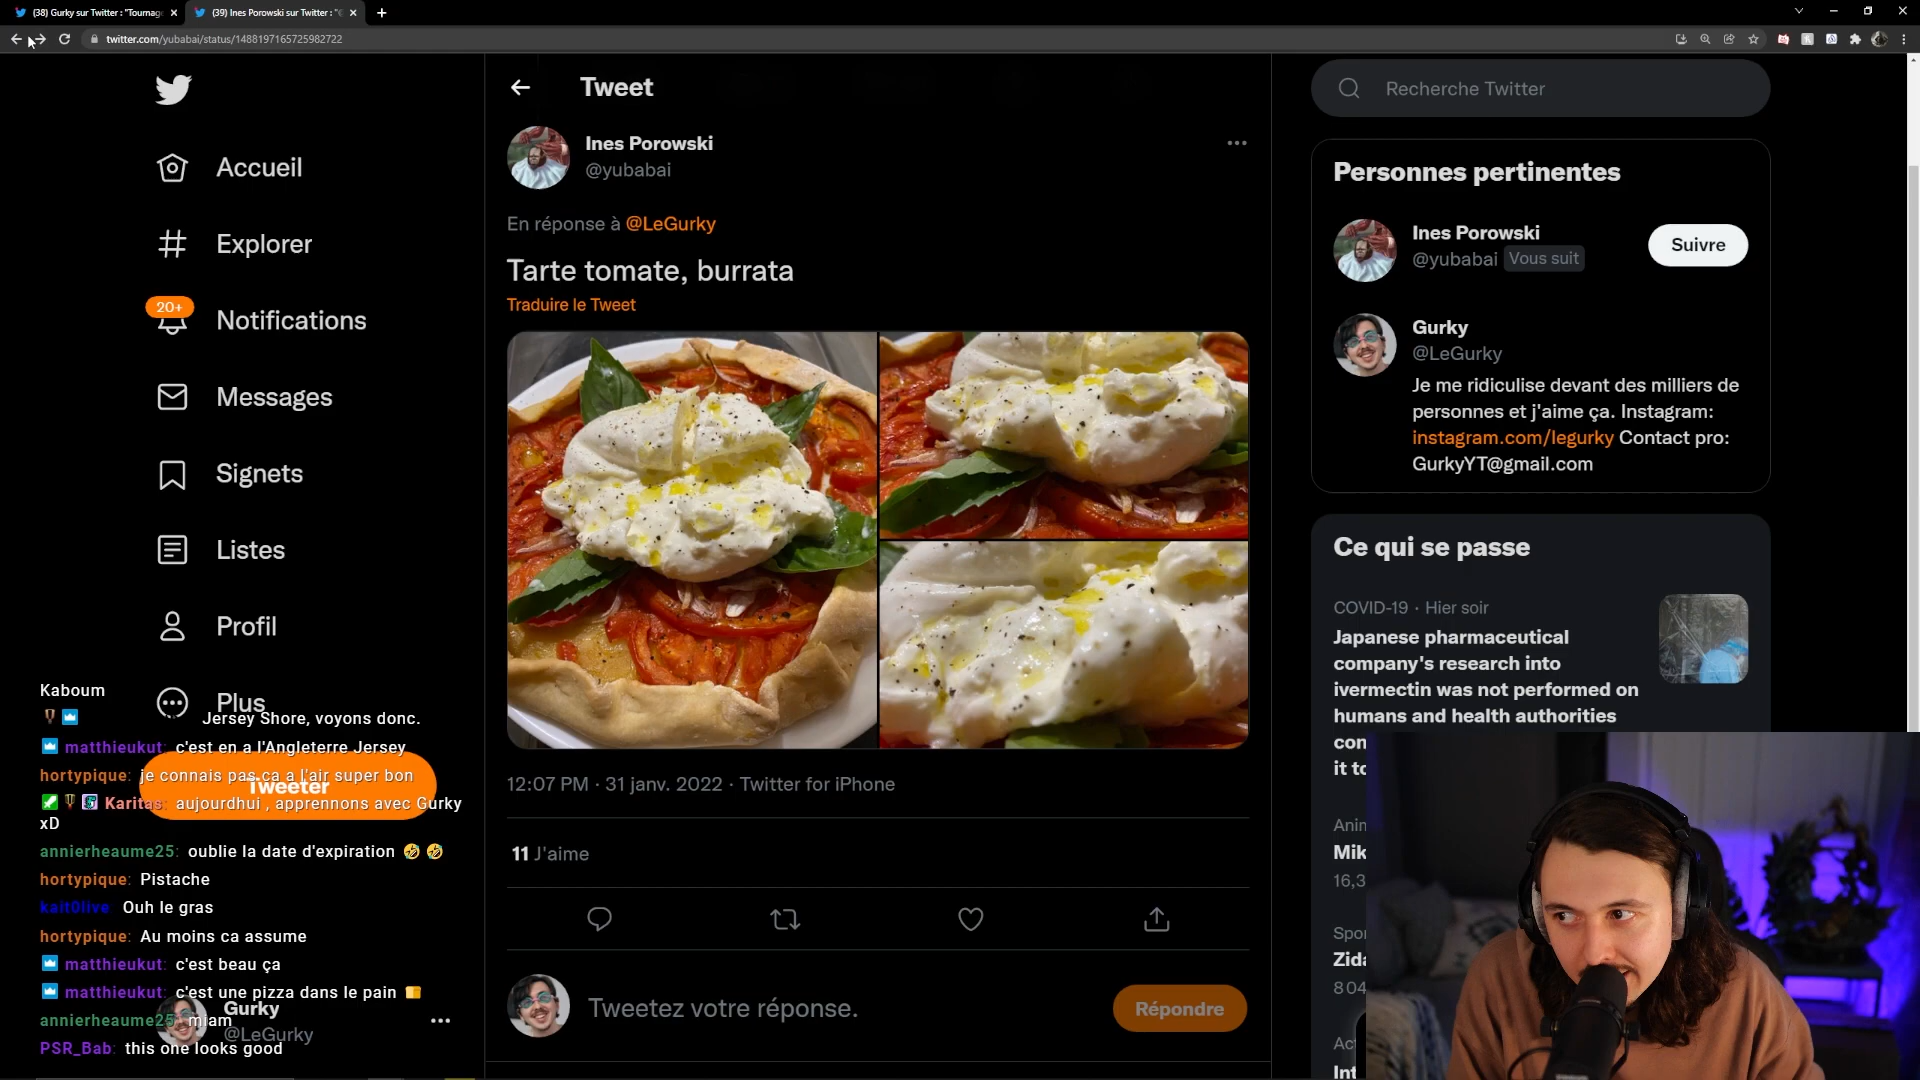 (38) Gurky sur Twitter : "Tournag
(39) Ines Porowski sur Twitter : "@
twitter.com/yubabai/status/1488197165725982722
Accueil
Explorer
20+
Notifications
Messages
Signets
Listes
Profil
Plus
Tweeter
Gurky
@LeGurky
Kaboum
Jersey Shore, voyons donc.
matthieukut: c'est en a l'Angleterre Jersey
hortypique: je connais pas ca a l'air super bon
Karitas: aujourdhui , apprennons avec Gurky
xD
annierheaume25: oublie la date d'expiration 🤣 🤣
hortypique: Pistache
kait0live: Ouh le gras
hortypique: Au moins ca assume
matthieukut: c'est beau ça
matthieukut: c'est une pizza dans le pain 🍞
annierheaume25: miam
PSR_Bab: this one looks good
Tweet
Ines Porowski
@yubabai
En réponse à @LeGurky
Tarte tomate, burrata
Traduire le Tweet
12:07 PM · 31 janv. 2022 · Twitter for iPhone
11 J'aime
Tweetez votre réponse.
Répondre
Recherche Twitter
Personnes pertinentes
Ines Porowski
@yubabai Vous suit
Suivre
Gurky
@LeGurky
Je me ridiculise devant des milliers de
personnes et j'aime ça. Instagram:
instagram.com/legurky Contact pro:
GurkyYT@gmail.com
Ce qui se passe
COVID-19 · Hier soir
Japanese pharmaceutical
company's research into
ivermectin was not performed on
humans and health authorities
con
it to
Anin
Mik
16,3
Spor
Zida
8 04
Act
Int